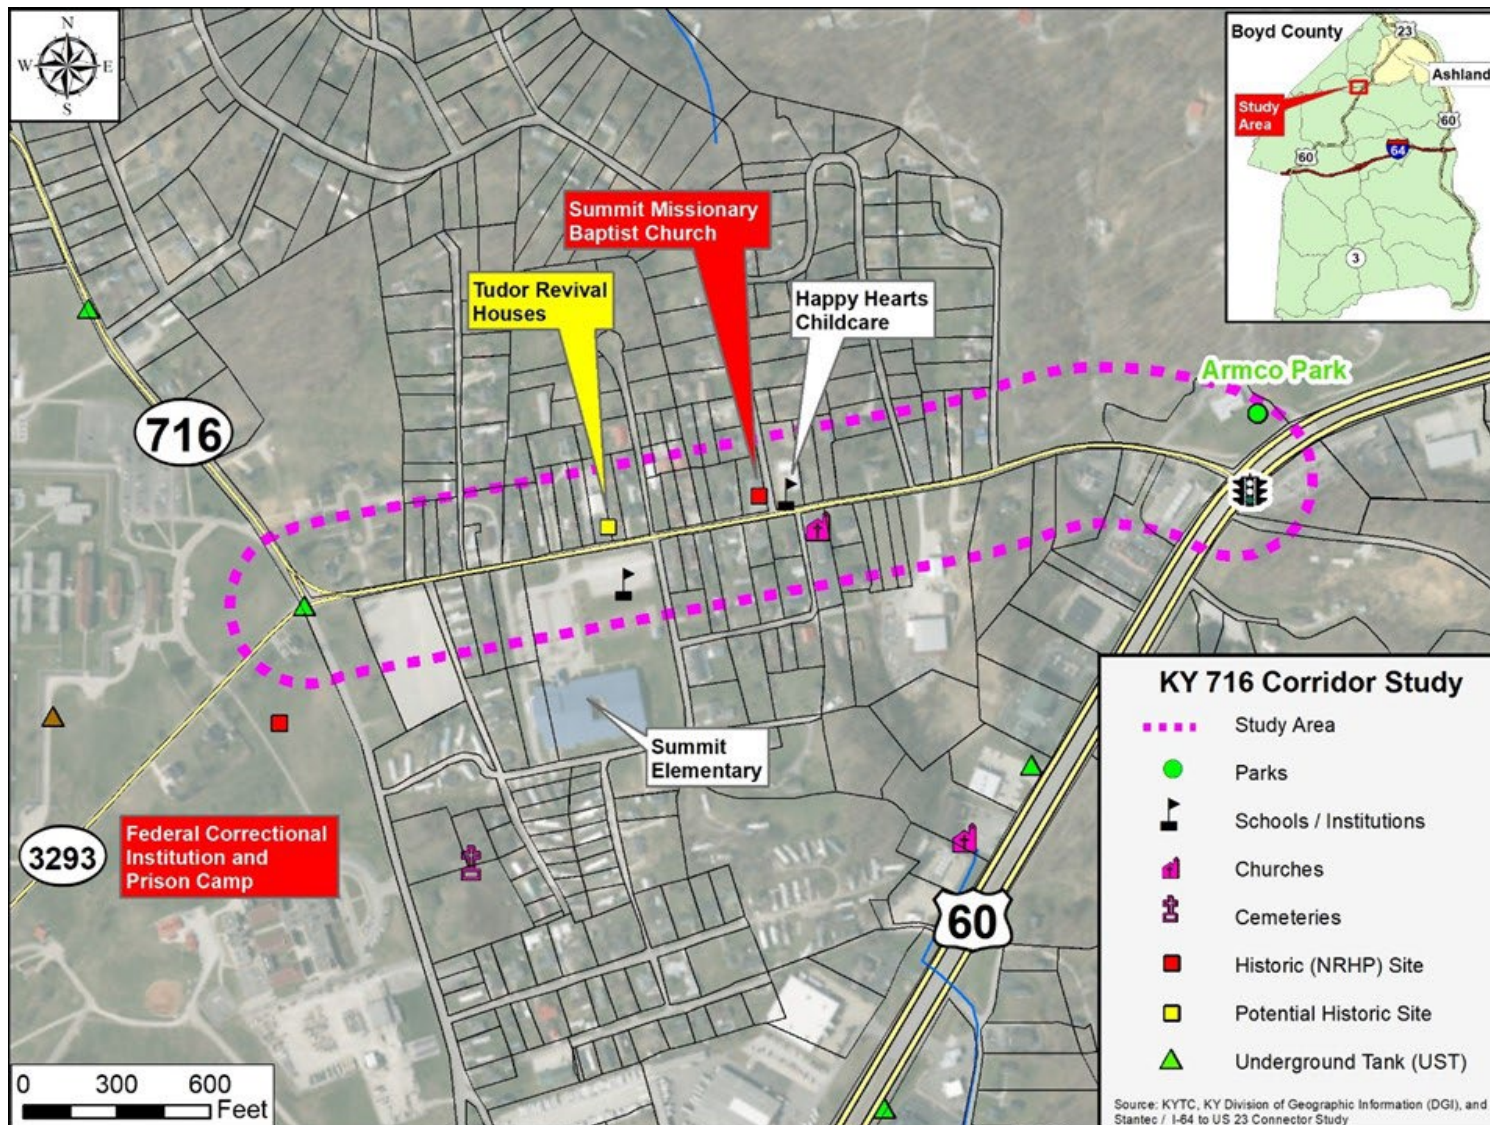 N
W E
S
Boyd County
23
Ashland
Study
Area
60
60
64
3
Summit Missionary
Baptist Church
Tudor Revival
Houses
Happy Hearts
Childcare
Armco Park
716
Summit
Elementary
3293
Federal Correctional
Institution and
Prison Camp
60
0 300 600
Feet
KY 716 Corridor Study
Study Area
Parks
Schools / Institutions
Churches
Cemeteries
Historic (NRHP) Site
Potential Historic Site
Underground Tank (UST)
Source: KYTC, KY Division of Geographic Information (DGI), and
Stantec / I-64 to US 23 Connector Study